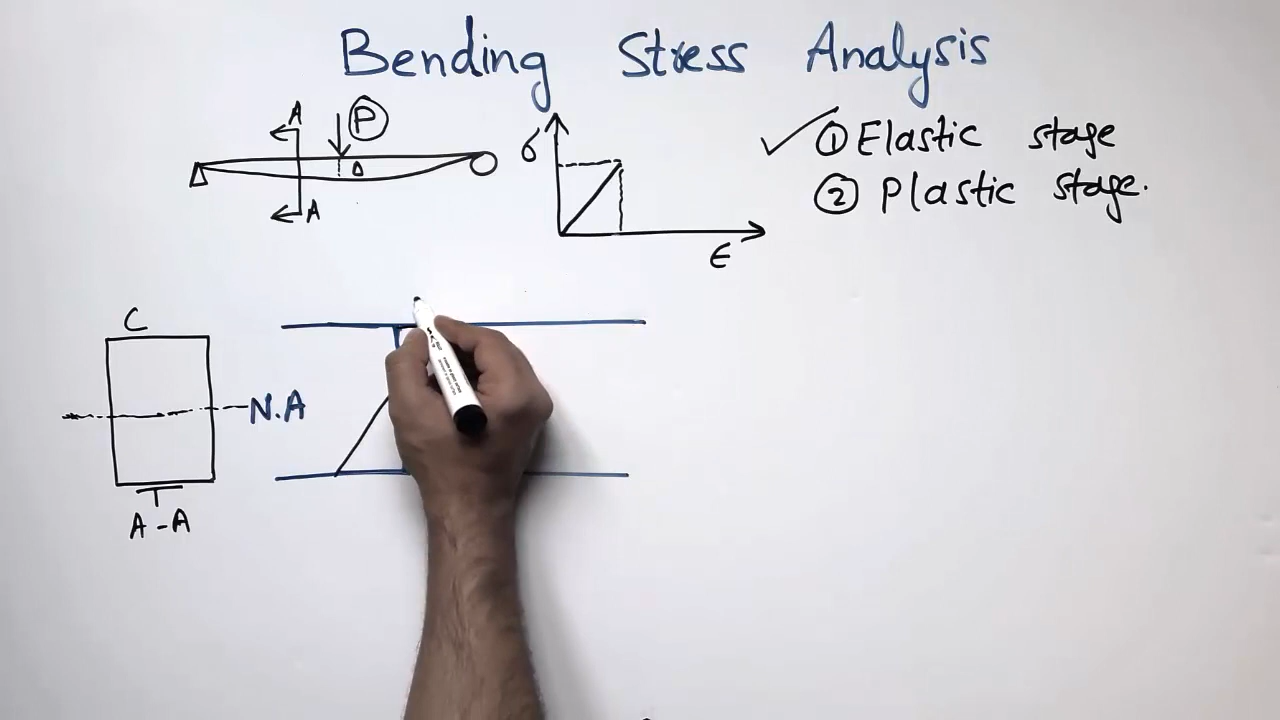 Bending Stress Analysis
A
P
Δ
A
σ
ϵ
① Elastic stage
② Plastic stage.
C
N.A
T
A-A